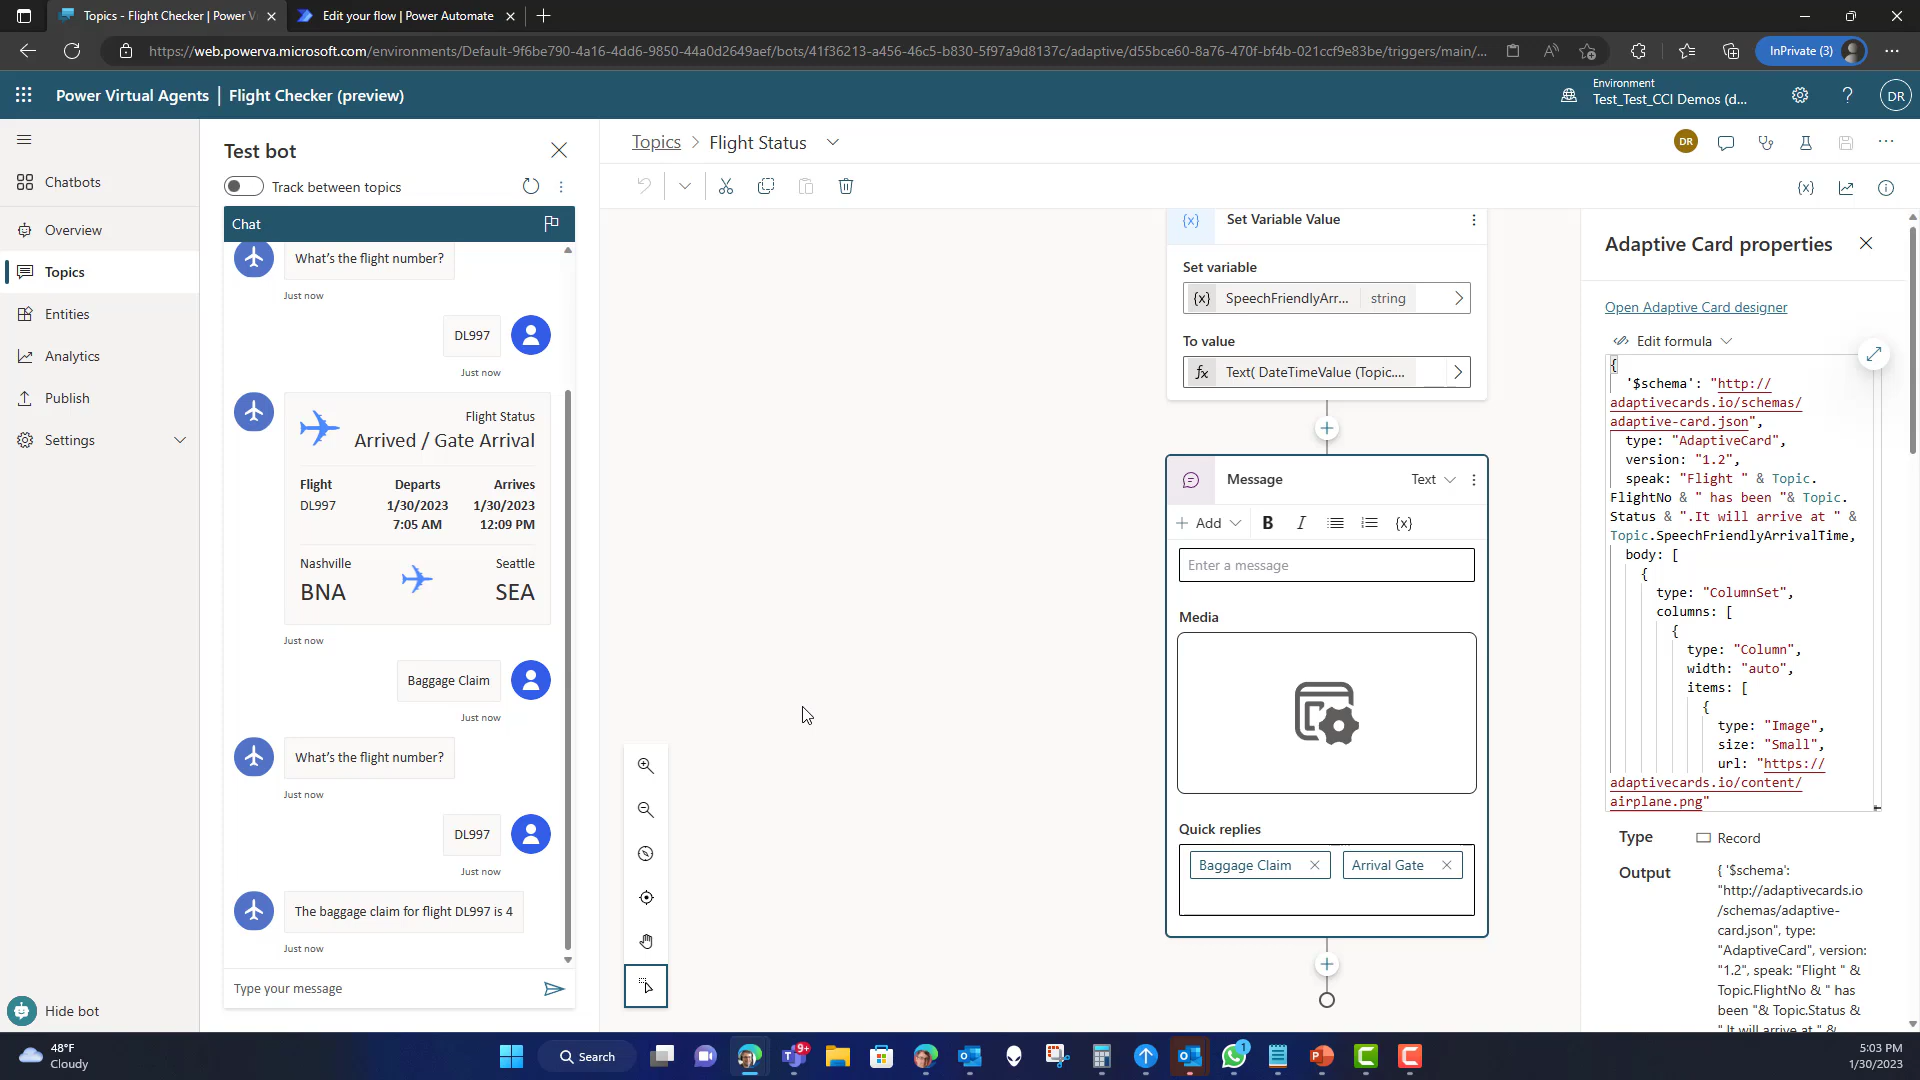 Topics - Flight Checker | Power V
Edit your flow | Power Automate
https://web.powerva.microsoft.com/environments/Default-9f6be790-4a16-4dd6-9850-44a0d2649aef/bots/41f36213-a456-46c5-b830-5f97a9d8137c/adaptive/d55bce60-8a76-470f-bf4b-021ccf9e83be/triggers/main/...
InPrivate (3)
Power Virtual Agents | Flight Checker (preview)
Environment
Test_Test_CCI Demos (d...
DR
Chatbots
Overview
Topics
Entities
Analytics
Publish
Settings
Hide bot
Test bot
Track between topics
Chat
What's the flight number?
Just now
DL997
Just now
Flight Status
Arrived / Gate Arrival
Flight Departs Arrives
DL997 1/30/2023 1/30/2023
7:05 AM 12:09 PM
Nashville Seattle
BNA SEA
Just now
Baggage Claim
Just now
What's the flight number?
Just now
DL997
Just now
The baggage claim for flight DL997 is 4
Just now
Type your message
Topics > Flight Status
DR
{x}
{x} Set Variable Value
Set variable
{x} SpeechFriendlyArr... string
To value
fx Text( DateTimeValue (Topic....
Message Text
Add B I {x}
Enter a message
Media
Quick replies
Baggage Claim Arrival Gate
Adaptive Card properties
Open Adaptive Card designer
Edit formula
{
'$schema': "http://
adaptivecards.io/schemas/
adaptive-card.json",
type: "AdaptiveCard",
version: "1.2",
speak: "Flight " & Topic.
FlightNo & " has been "& Topic.
Status & ".It will arrive at " &
Topic.SpeechFriendlyArrivalTime,
body: [
{
type: "ColumnSet",
columns: [
{
type: "Column",
width: "auto",
items: [
{
type: "Image",
size: "Small",
url: "https://
adaptivecards.io/content/
airplane.png"
Type Record
Output { '$schema':
"http://adaptivecards.io
/schemas/adaptive-
card.json", type:
"AdaptiveCard", version:
"1.2", speak: "Flight " &
Topic.FlightNo & " has
been "& Topic.Status &
".It will arrive at " &
48°F
Cloudy
Search
9+
1
5:03 PM
1/30/2023